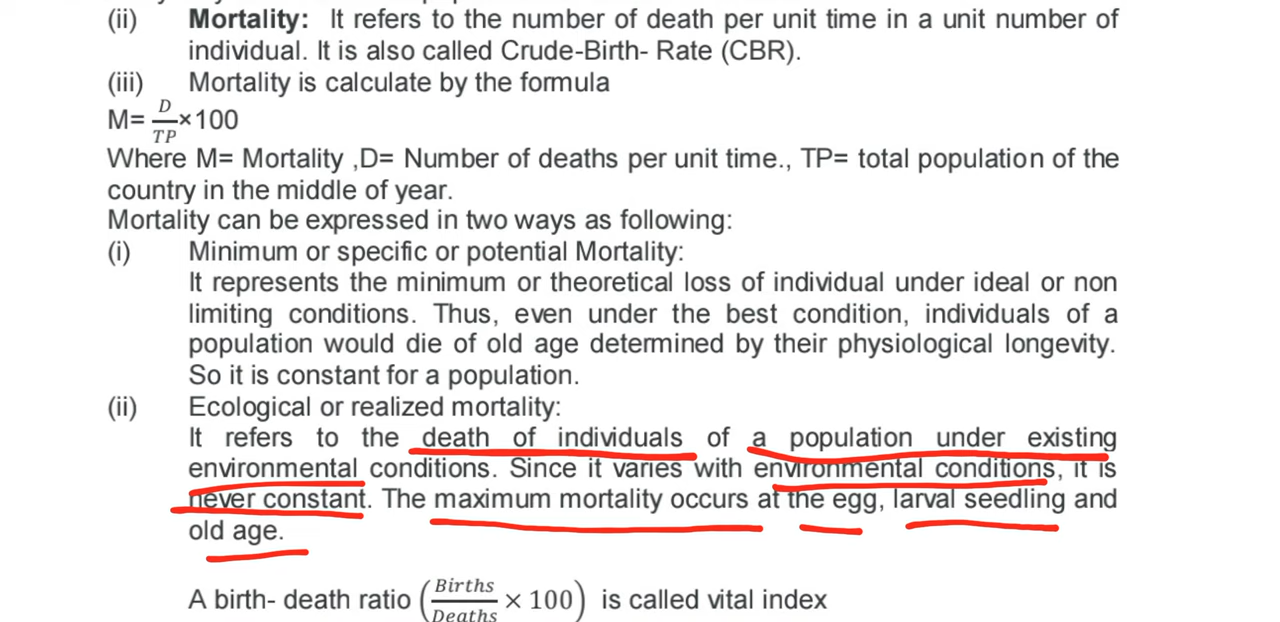 (ii) Mortality: It refers to the number of death per unit time in a unit number of
individual. It is also called Crude-Birth- Rate (CBR).
(iii) Mortality is calculate by the formula
M= D/TP ×100
Where M= Mortality ,D= Number of deaths per unit time., TP= total population of the
country in the middle of year.
Mortality can be expressed in two ways as following:
(i) Minimum or specific or potential Mortality:
It represents the minimum or theoretical loss of individual under ideal or non
limiting conditions. Thus, even under the best condition, individuals of a
population would die of old age determined by their physiological longevity.
So it is constant for a population.
(ii) Ecological or realized mortality:
It refers to the death of individuals of a population under existing
environmental conditions. Since it varies with environmental conditions, it is
never constant. The maximum mortality occurs at the egg, larval seedling and
old age.
A birth- death ratio (Births/Deaths × 100) is called vital index